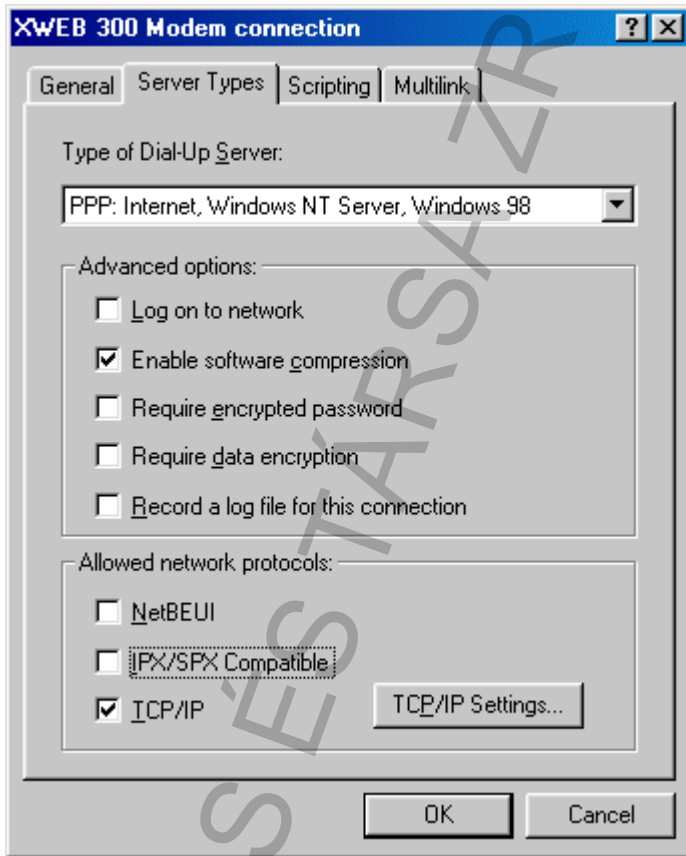 XWEB 300 Modem connection
General Server Types Scripting Multilink
Type of Dial-Up Server:
PPP: Internet, Windows NT Server, Windows 98
Advanced options:
Log on to network
Enable software compression
Require encrypted password
Require data encryption
Record a log file for this connection
Allowed network protocols:
NetBEUI
IPX/SPX Compatible
TCP/IP TCP/IP Settings...
OK Cancel
S ÉS TÁRSA ZR